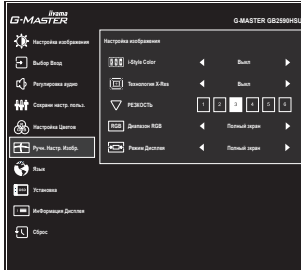 iiyama
G-MASTER
G-MASTER GB2590HSU
Настройка изображения
Выбор Вход
Регулировка аудио
Сохрани настр. польз.
Настройка Цветов
Ручн. Настр. Изобр.
Язык
Установка
ИнФормация Дисплея
Сброс
Настройка изображения
i-Style Color Выкл
Технология X-Res Выкл
РЕЗКОСТЬ 1 2 3 4 5 6
RGB Диапазон RGB Полный экран
Режим Дисплея Полный экран